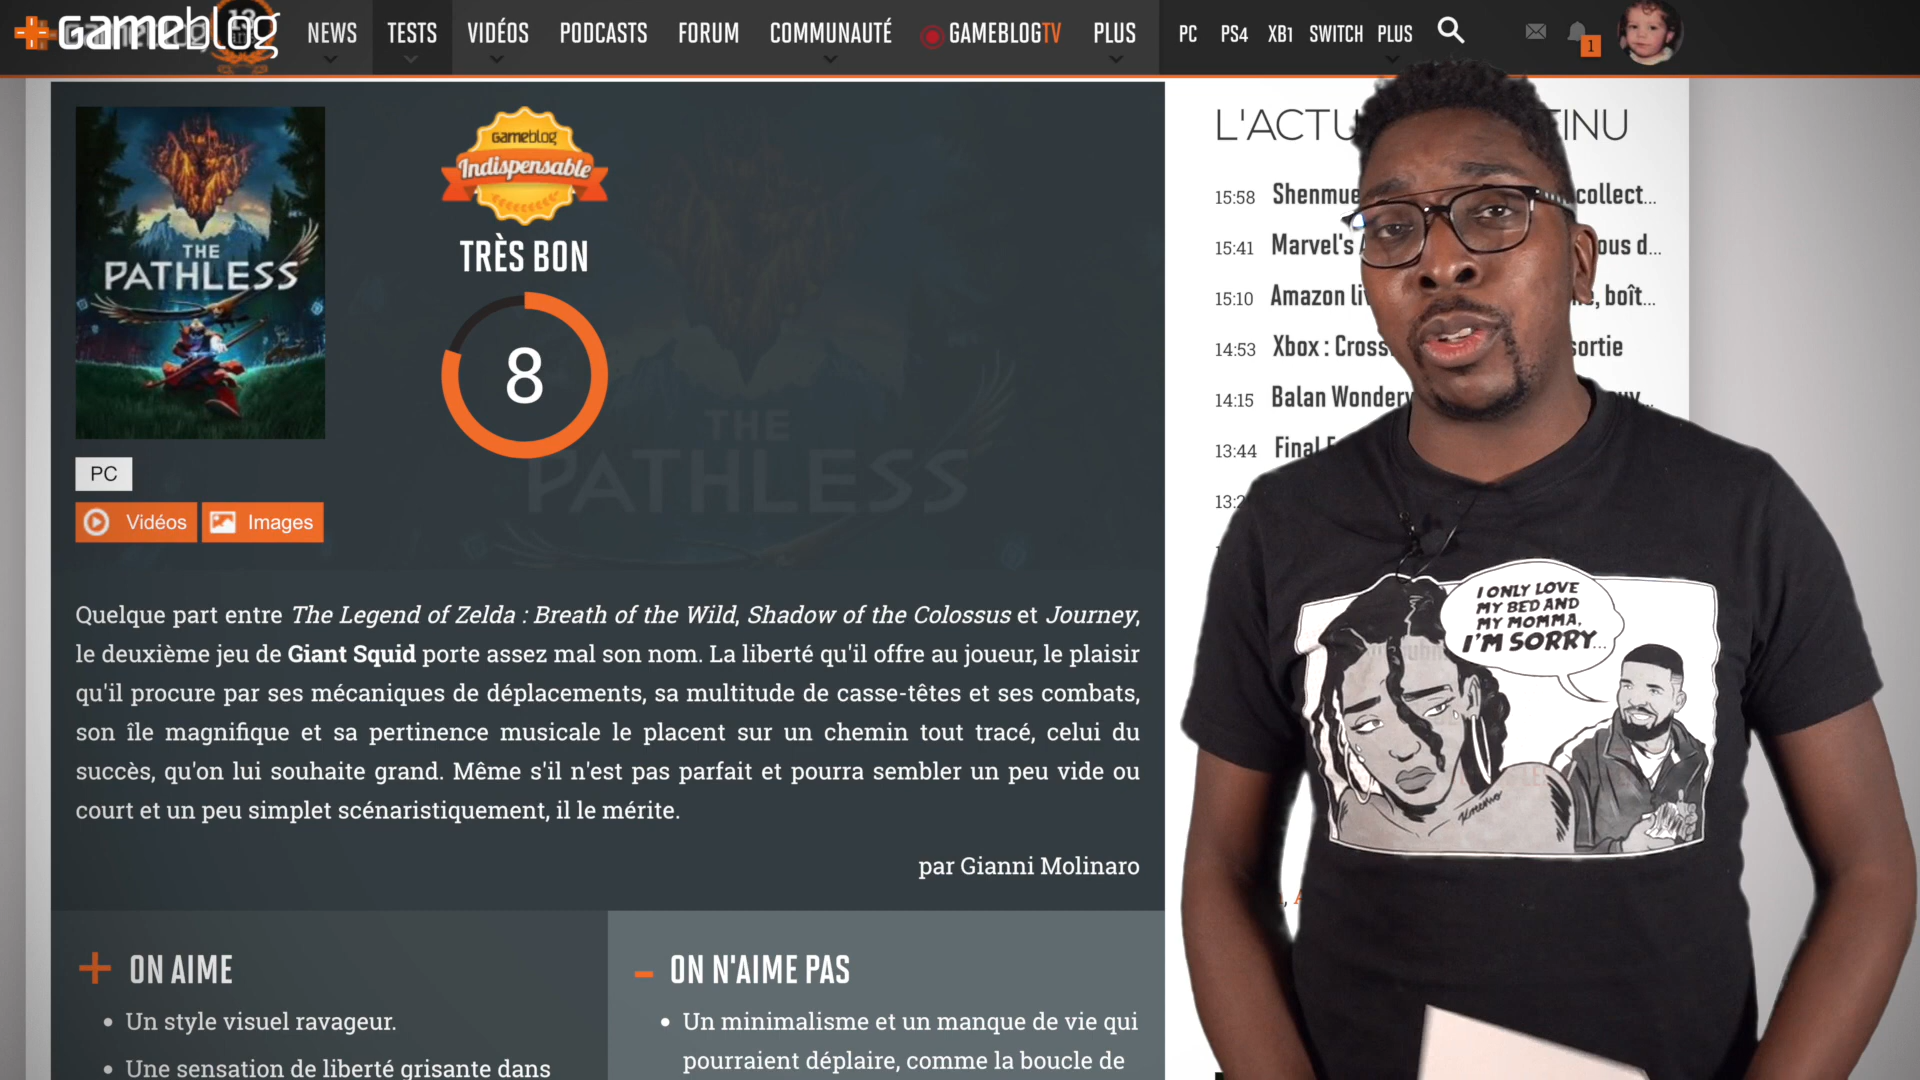 gameblog
NEWS TESTS VIDÉOS PODCASTS FORUM COMMUNAUTÉ GAMEBLOGTV PLUS PC PS4 XB1 SWITCH PLUS
1
THE
PATHLESS
gameblog
Indispensable
TRÈS BON
8
THE
PATHLESS
PC
Vidéos Images
Quelque part entre The Legend of Zelda : Breath of the Wild, Shadow of the Colossus et Journey,
le deuxième jeu de Giant Squid porte assez mal son nom. La liberté qu'il offre au joueur, le plaisir
qu'il procure par ses mécaniques de déplacements, sa multitude de casse-têtes et ses combats,
son île magnifique et sa pertinence musicale le placent sur un chemin tout tracé, celui du
succès, qu'on lui souhaite grand. Même s'il n'est pas parfait et pourra sembler un peu vide ou
court et un peu simplet scénaristiquement, il le mérite.
par Gianni Molinaro
+ ON AIME
• Un style visuel ravageur.
• Une sensation de liberté grisante dans
- ON N'AIME PAS
• Un minimalisme et un manque de vie qui
pourraient déplaire, comme la boucle de
L'ACTU
15:58 Shenmue collect...
15:41 Marvel's ous d...
15:10 Amazon boît...
14:53 Xbox : sortie
14:15 Balan
13:44 Final
I ONLY LOVE
MY BED AND
MY MOMMA,
I'M SORRY...